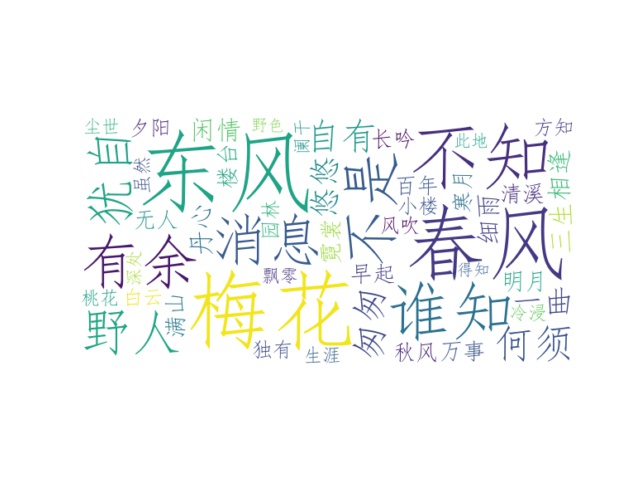 尘世
夕阳
闲情
野色
阑干
自有
长吟
不知
此地
方知
犹自
虽然
东风
楼台
悠悠
是
百年
小楼
寒月
清溪
相逢
无人
丹心
园林
消息
霓裳
不
风吹
春风
细雨
三生
有余
深处
桃花
白云
满山
飘零
梅花
早起
匆匆
谁知
得知
明月
一曲
冷浸
野人
独有
生涯
秋风
万事
何须